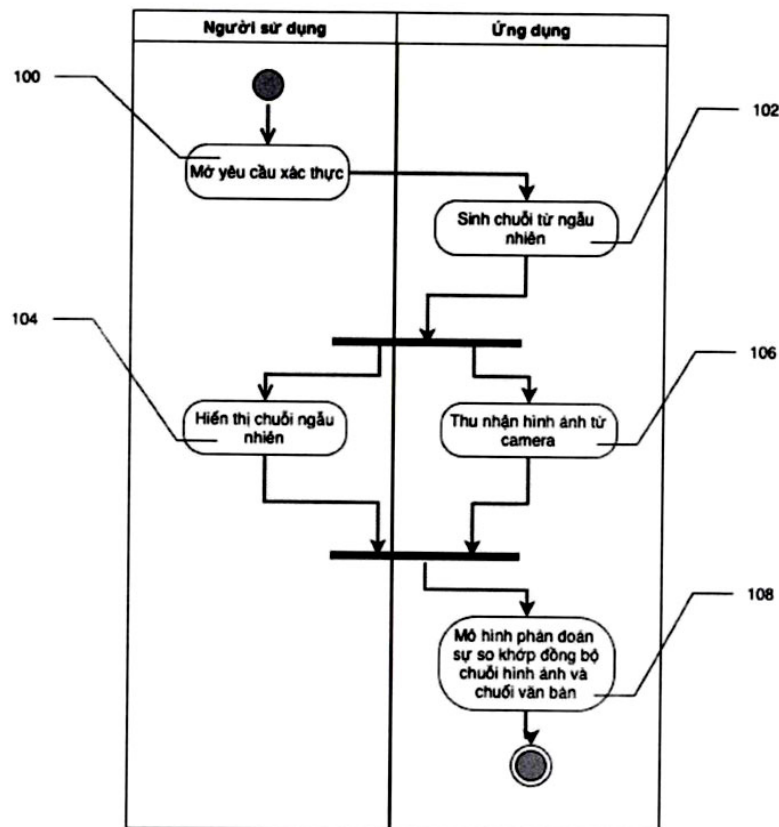 Người sử dụng
Ứng dụng
100
102
Mở yêu cầu xác thực
Sinh chuỗi từ ngẫu
nhiên
104
106
Hiển thị chuỗi ngẫu
nhiên
Thu nhận hình ảnh từ
camera
108
Mô hình phán đoán
sự so khớp đồng bộ
chuỗi hình ảnh và
chuỗi văn bản